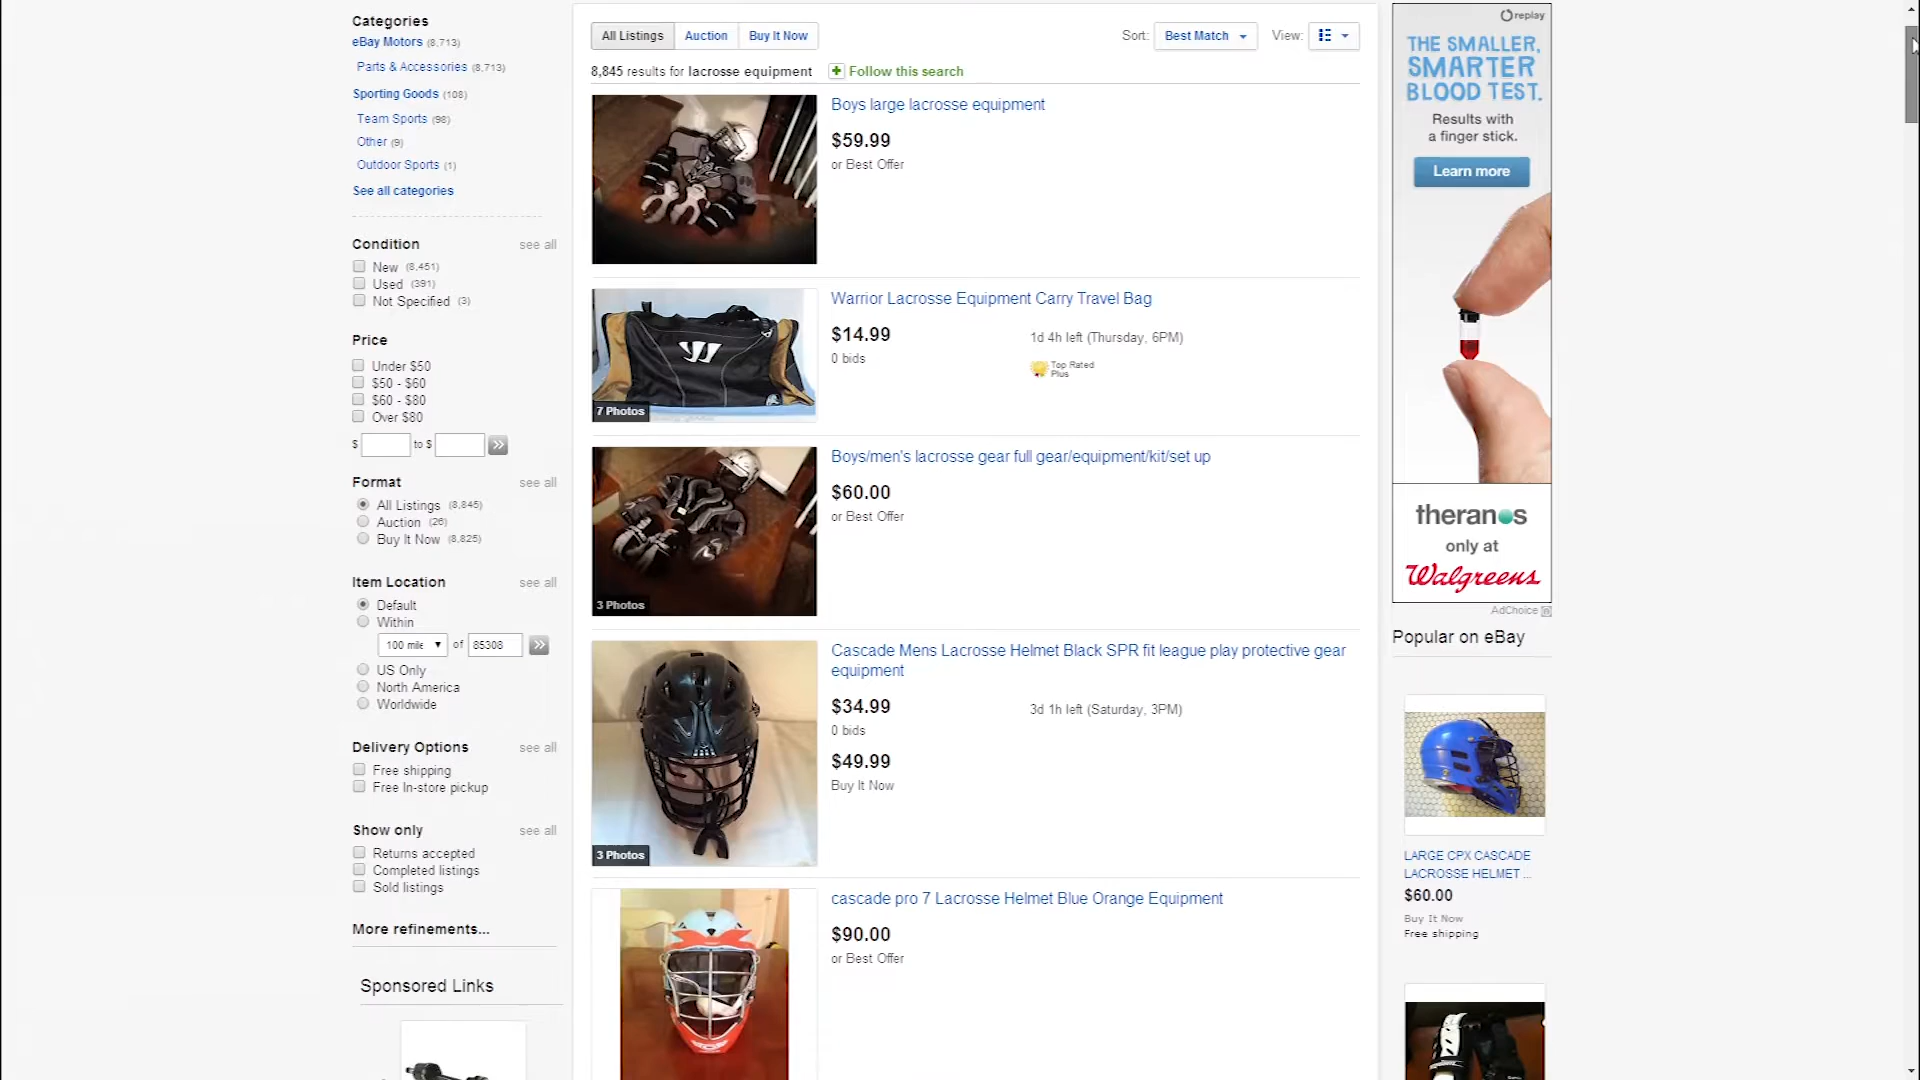 Categories
eBay Motors (8,713)
Parts & Accessories (8,713)
Sporting Goods (108)
Team Sports (98)
Other (9)
Outdoor Sports (1)
See all categories
Condition see all
New (8,451)
Used (391)
Not Specified (3)
Price
Under $50
$50 - $60
$60 - $80
Over $80
$ to $
Format see all
All Listings (8,845)
Auction (26)
Buy It Now (8,825)
Item Location see all
Default
Within
100 mile of 85308
US Only
North America
Worldwide
Delivery Options see all
Free shipping
Free In-store pickup
Show only see all
Returns accepted
Completed listings
Sold listings
More refinements...
Sponsored Links
All Listings Auction Buy It Now Sort: Best Match View:
8,845 results for lacrosse equipment Follow this search
Boys large lacrosse equipment
$59.99
or Best Offer
Warrior Lacrosse Equipment Carry Travel Bag
$14.99 1d 4h left (Thursday, 6PM)
0 bids
Top Rated
Plus
7 Photos
Boys/men's lacrosse gear full gear/equipment/kit/set up
$60.00
or Best Offer
3 Photos
Cascade Mens Lacrosse Helmet Black SPR fit league play protective gear
equipment
$34.99 3d 1h left (Saturday, 3PM)
0 bids
$49.99
Buy It Now
3 Photos
cascade pro 7 Lacrosse Helmet Blue Orange Equipment
$90.00
or Best Offer
replay
THE SMALLER,
SMARTER
BLOOD TEST.
Results with
a finger stick.
Learn more
theranos
only at
Walgreens
AdChoice
Popular on eBay
LARGE CPX CASCADE
LACROSSE HELMET ...
$60.00
Buy It Now
Free shipping